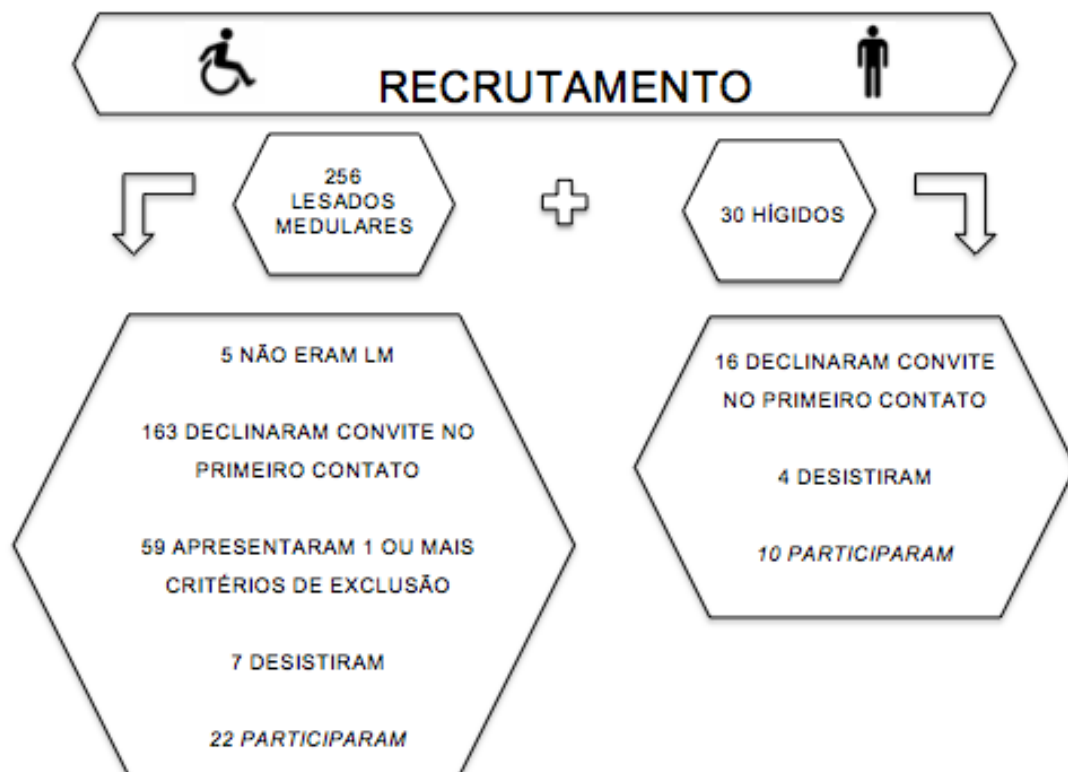 RECRUTAMENTO
256
LESADOS
MEDULARES
30 HÍGIDOS
5 NÃO ERAM LM
163 DECLINARAM CONVITE NO
PRIMEIRO CONTATO
59 APRESENTARAM 1 OU MAIS
CRITÉRIOS DE EXCLUSÃO
7 DESISTIRAM
22 PARTICIPARAM
16 DECLINARAM CONVITE
NO PRIMEIRO CONTATO
4 DESISTIRAM
10 PARTICIPARAM